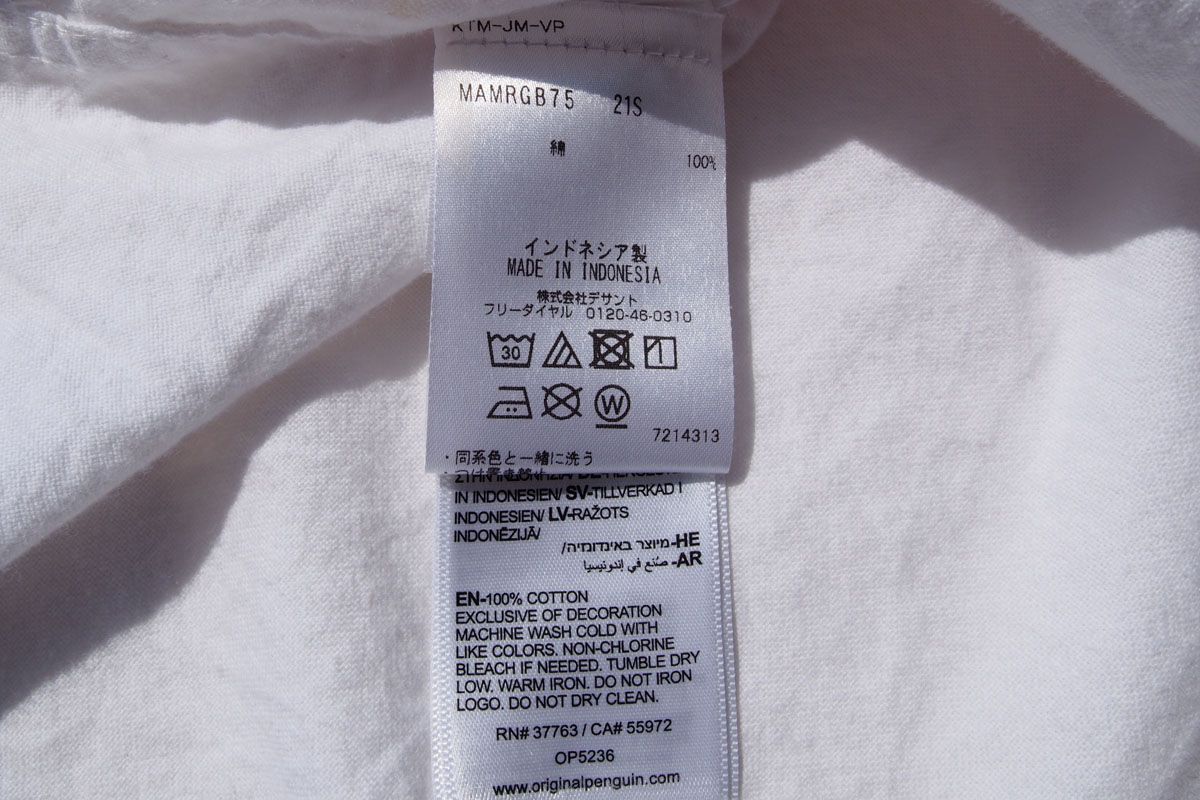 KTM-JM-VP
MAMRGB75 21S
綿 100%
インドネシア製
MADE IN INDONESIA
株式会社デサント
フリーダイヤル 0120-46-0310
30
W
7214313
・同系色と一緒に洗う
IN INDONESIEN/ SV-TILLVERKAD I
INDONESIEN/ LV-RAŽOTS
INDONĒZIJĀ/
HE-מיוצר באינדונזיה/
AR-صنع في إندونيسيا
EN-100% COTTON
EXCLUSIVE OF DECORATION
MACHINE WASH COLD WITH
LIKE COLORS. NON-CHLORINE
BLEACH IF NEEDED. TUMBLE DRY
LOW. WARM IRON. DO NOT IRON
LOGO. DO NOT DRY CLEAN.
RN# 37763 / CA# 55972
OP5236
www.originalpenguin.com